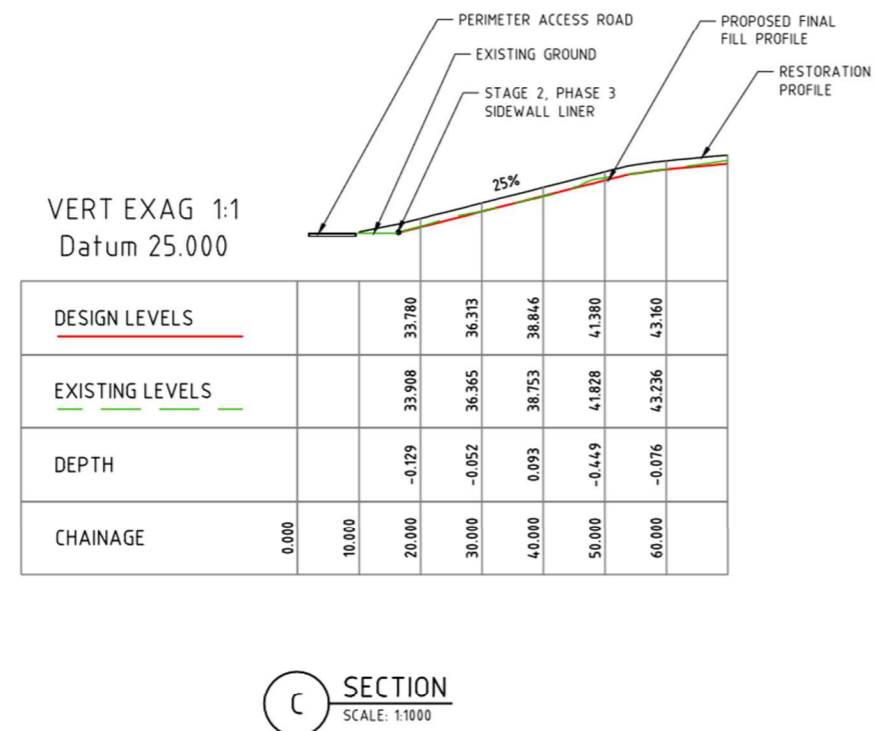 PERIMETER ACCESS ROAD
EXISTING GROUND
STAGE 2, PHASE 3
SIDEWALL LINER
PROPOSED FINAL
FILL PROFILE
RESTORATION
PROFILE
25%
VERT EXAG 1:1
Datum 25.000
DESIGN LEVELS 33.780 36.313 38.846 41.380 43.160
EXISTING LEVELS 33.908 36.365 38.753 41.828 43.236
DEPTH -0.129 -0.052 0.093 -0.449 -0.076
CHAINAGE 0.000 10.000 20.000 30.000 40.000 50.000 60.000
C SECTION
SCALE: 1:1000